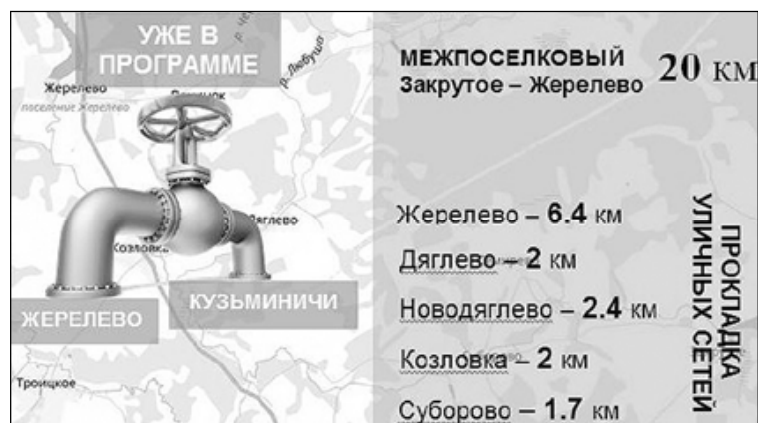 УЖЕ В
ПРОГРАММЕ
р. Любуша
Жерелево
поселение Жерелево
Козловка
ЖЕРЕЛЕВО
КУЗЬМИНИЧИ
Троицкое
МЕЖПОСЕЛКОВЫЙ
Закрутое – Жерелево
20 км
Жерелево – 6.4 км
Дяглево – 2 км
Новодяглево – 2.4 км
Козловка – 2 км
Суборово – 1.7 км
ПРОКЛАДКА
УЛИЧНЫХ СЕТЕЙ